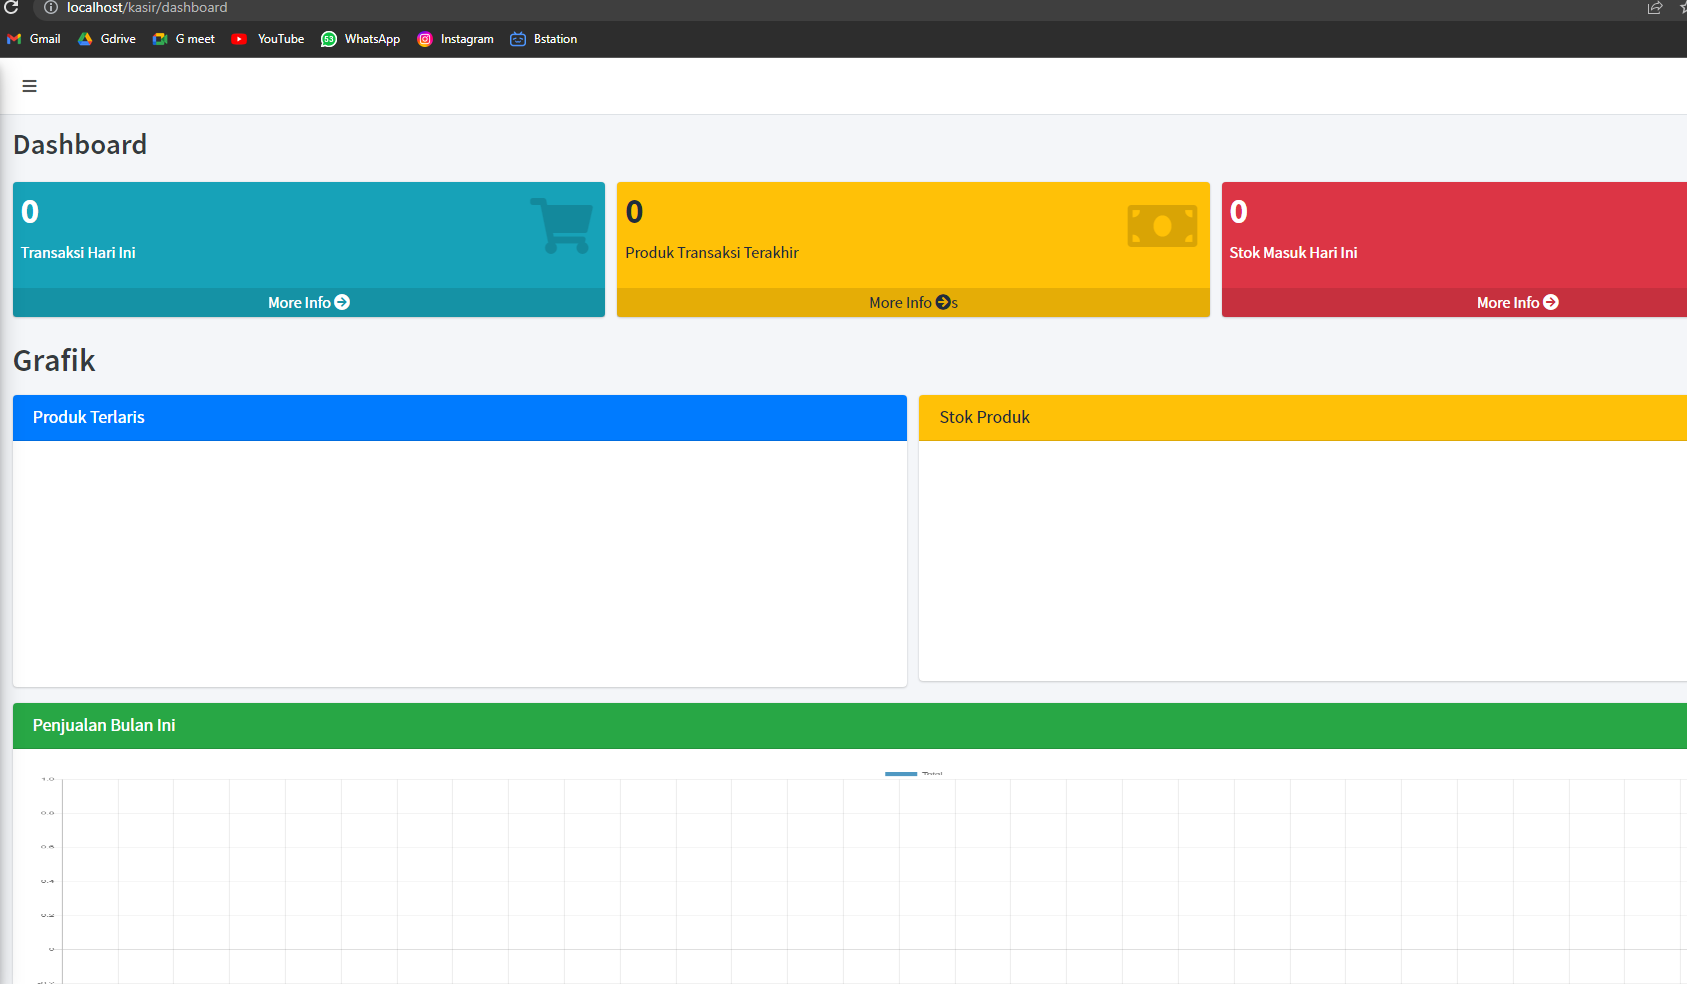 localhost/kasir/dashboard
Gmail Gdrive G meet YouTube 53 WhatsApp Instagram Bstation
Dashboard
0
Transaksi Hari Ini
More Info
0
Produk Transaksi Terakhir
More Info s
0
Stok Masuk Hari Ini
More Info
Grafik
Produk Terlaris
Stok Produk
Penjualan Bulan Ini
Total
1.0
0.8
0.6
0.4
0.2
0